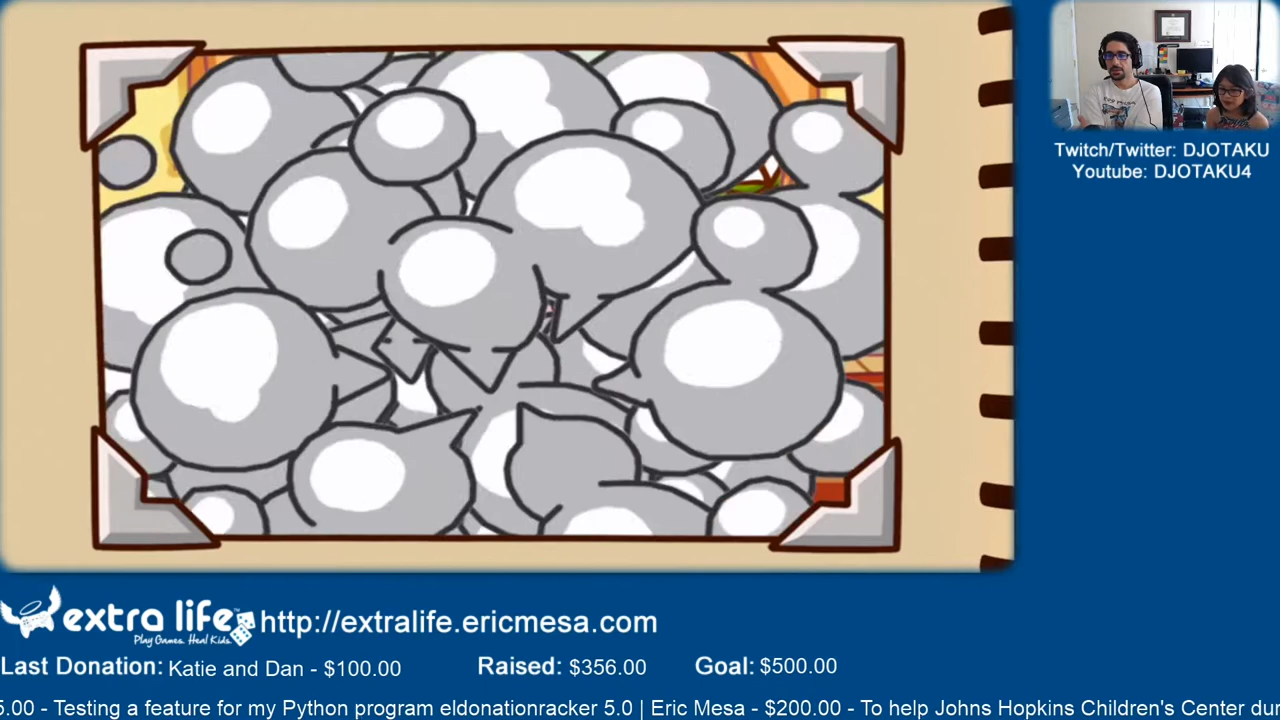 Twitch/Twitter: DJOTAKU
Youtube: DJOTAKU4
extra life
Play Games. Heal Kids.
http://extralife.ericmesa.com
Last Donation: Katie and Dan - $100.00
Raised: $356.00
Goal: $500.00
5.00 - Testing a feature for my Python program eldonationracker 5.0 | Eric Mesa - $200.00 - To help Johns Hopkins Children's Center dur